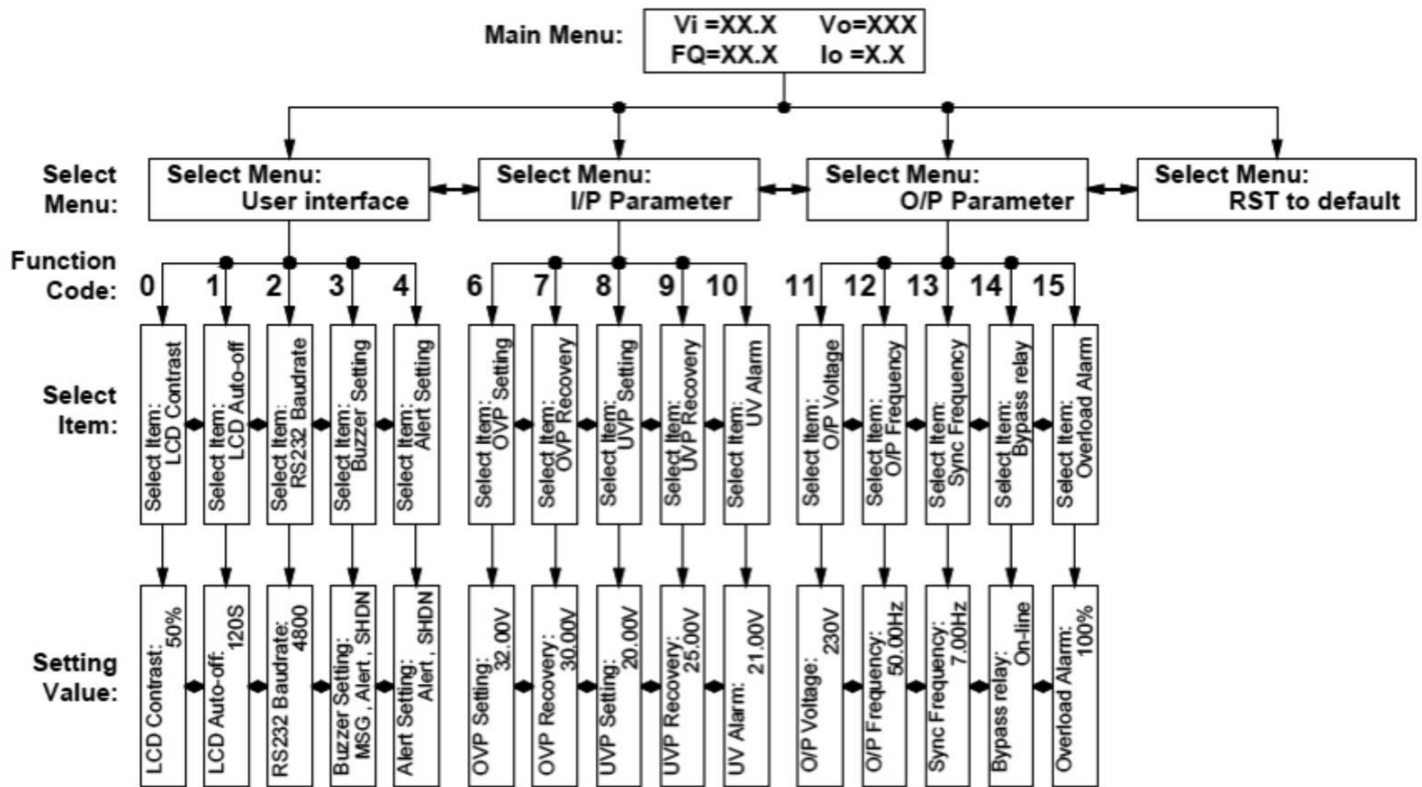 Main Menu:
Vi =XX.X Vo=XXX
FQ=XX.X Io =X.X
Select
Menu:
Select Menu:
User interface
Select Menu:
I/P Parameter
Select Menu:
O/P Parameter
Select Menu:
RST to default
Function
Code:
0 1 2 3 4 6 7 8 9 10 11 12 13 14 15
Select
Item:
Select Item:
LCD Contrast
Select Item:
LCD Auto-off
Select Item:
RS232 Baudrate
Select Item:
Buzzer Setting
Select Item:
Alert Setting
Select Item:
OVP Setting
Select Item:
OVP Recovery
Select Item:
UVP Setting
Select Item:
UVP Recovery
Select Item:
UV Alarm
Select Item:
O/P Voltage
Select Item:
O/P Frequency
Select Item:
Sync Frequency
Select Item:
Bypass relay
Select Item:
Overload Alarm
Setting
Value:
LCD Contrast:
50%
LCD Auto-off:
120S
RS232 Baudrate:
4800
Buzzer Setting:
MSG , Alert , SHDN
Alert Setting:
Alert , SHDN
OVP Setting:
32.00V
OVP Recovery:
30.00V
UVP Setting:
20.00V
UVP Recovery:
25.00V
UV Alarm:
21.00V
O/P Voltage:
230V
O/P Frequency:
50.00Hz
Sync Frequency:
7.00Hz
Bypass relay:
On-line
Overload Alarm:
100%